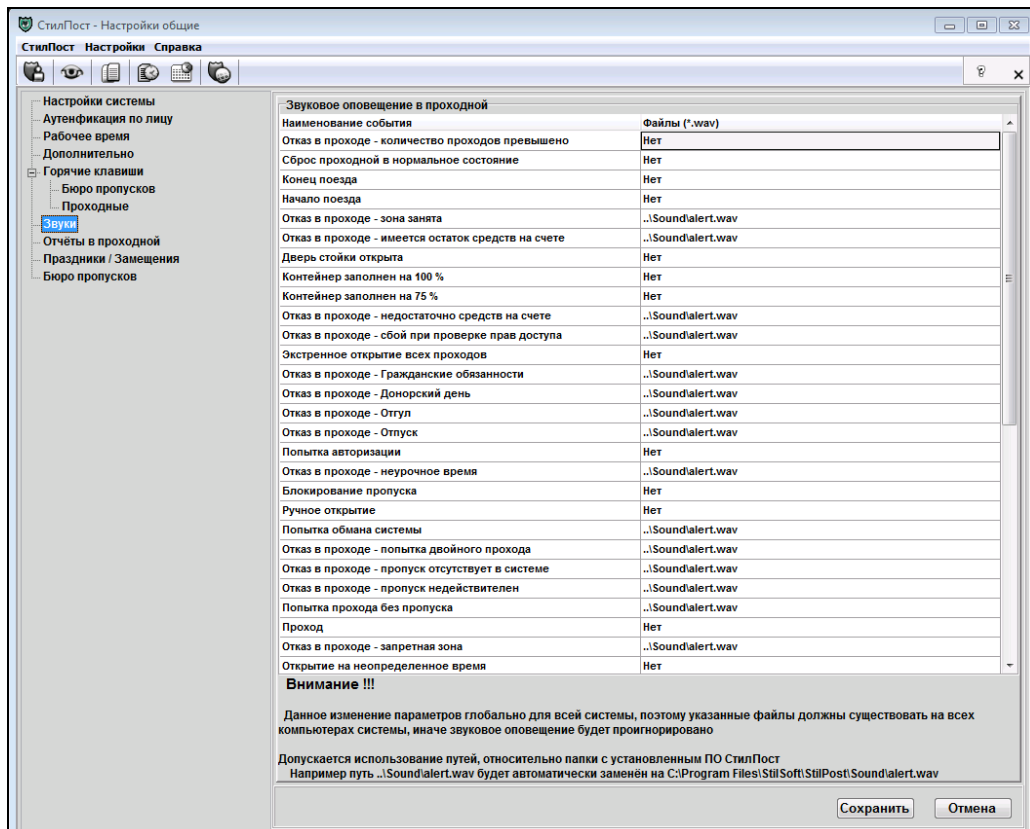 СтилПост - Настройки общие
СтилПост Настройки Справка
Настройки системы
Аутенфикация по лицу
Рабочее время
Дополнительно
Горячие клавиши
Бюро пропусков
Проходные
Звуки
Отчёты в проходной
Праздники / Замещения
Бюро пропусков
Звуковое оповещение в проходной
Наименование события Файлы (*.wav)
Отказ в проходе - количество проходов превышено Нет
Сброс проходной в нормальное состояние Нет
Конец поезда Нет
Начало поезда Нет
Отказ в проходе - зона занята ..\Sound\alert.wav
Отказ в проходе - имеется остаток средств на счете ..\Sound\alert.wav
Дверь стойки открыта Нет
Контейнер заполнен на 100 % Нет
Контейнер заполнен на 75 % Нет
Отказ в проходе - недостаточно средств на счете ..\Sound\alert.wav
Отказ в проходе - сбой при проверке прав доступа ..\Sound\alert.wav
Экстренное открытие всех проходов Нет
Отказ в проходе - Гражданские обязанности ..\Sound\alert.wav
Отказ в проходе - Донорский день ..\Sound\alert.wav
Отказ в проходе - Отгул ..\Sound\alert.wav
Отказ в проходе - Отпуск ..\Sound\alert.wav
Попытка авторизации Нет
Отказ в проходе - неурочное время ..\Sound\alert.wav
Блокирование пропуска Нет
Ручное открытие Нет
Попытка обмана системы ..\Sound\alert.wav
Отказ в проходе - попытка двойного прохода ..\Sound\alert.wav
Отказ в проходе - пропуск отсутствует в системе ..\Sound\alert.wav
Отказ в проходе - пропуск недействителен ..\Sound\alert.wav
Попытка прохода без пропуска ..\Sound\alert.wav
Проход Нет
Отказ в проходе - запретная зона ..\Sound\alert.wav
Открытие на неопределенное время Нет
Внимание !!!
Данное изменение параметров глобально для всей системы, поэтому указанные файлы должны существовать на всех
компьютерах системы, иначе звуковое оповещение будет проигнорировано
Допускается использование путей, относительно папки с установленным ПО СтилПост
Например путь ..\Sound\alert.wav будет автоматически заменён на C:\Program Files\StilSoft\StilPost\Sound\alert.wav
Сохранить Отмена